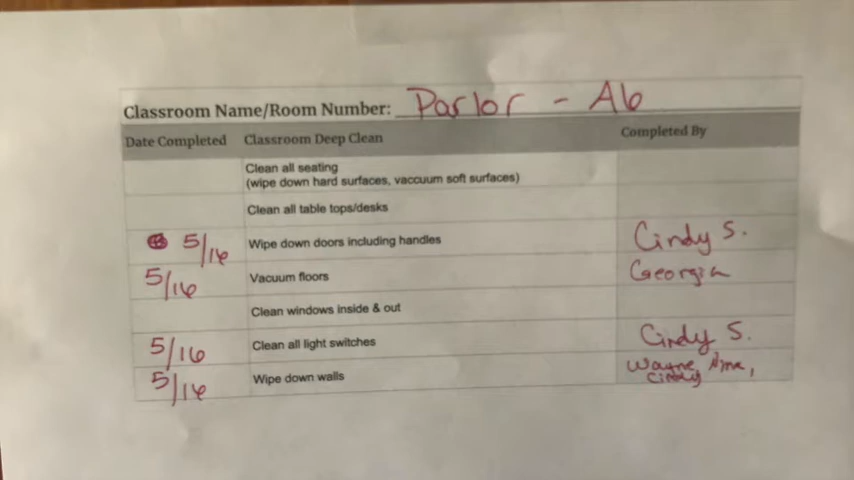 Classroom Name/Room Number: Parlor - A6
Date Completed Classroom Deep Clean Completed By
Clean all seating
(wipe down hard surfaces, vaccuum soft surfaces)
Clean all table tops/desks
5/16 Wipe down doors including handles Cindy S.
5/16 Vacuum floors Georgia
Clean windows inside & out
5/16 Clean all light switches Cindy S.
5/16 Wipe down walls Wayne,
Cindy